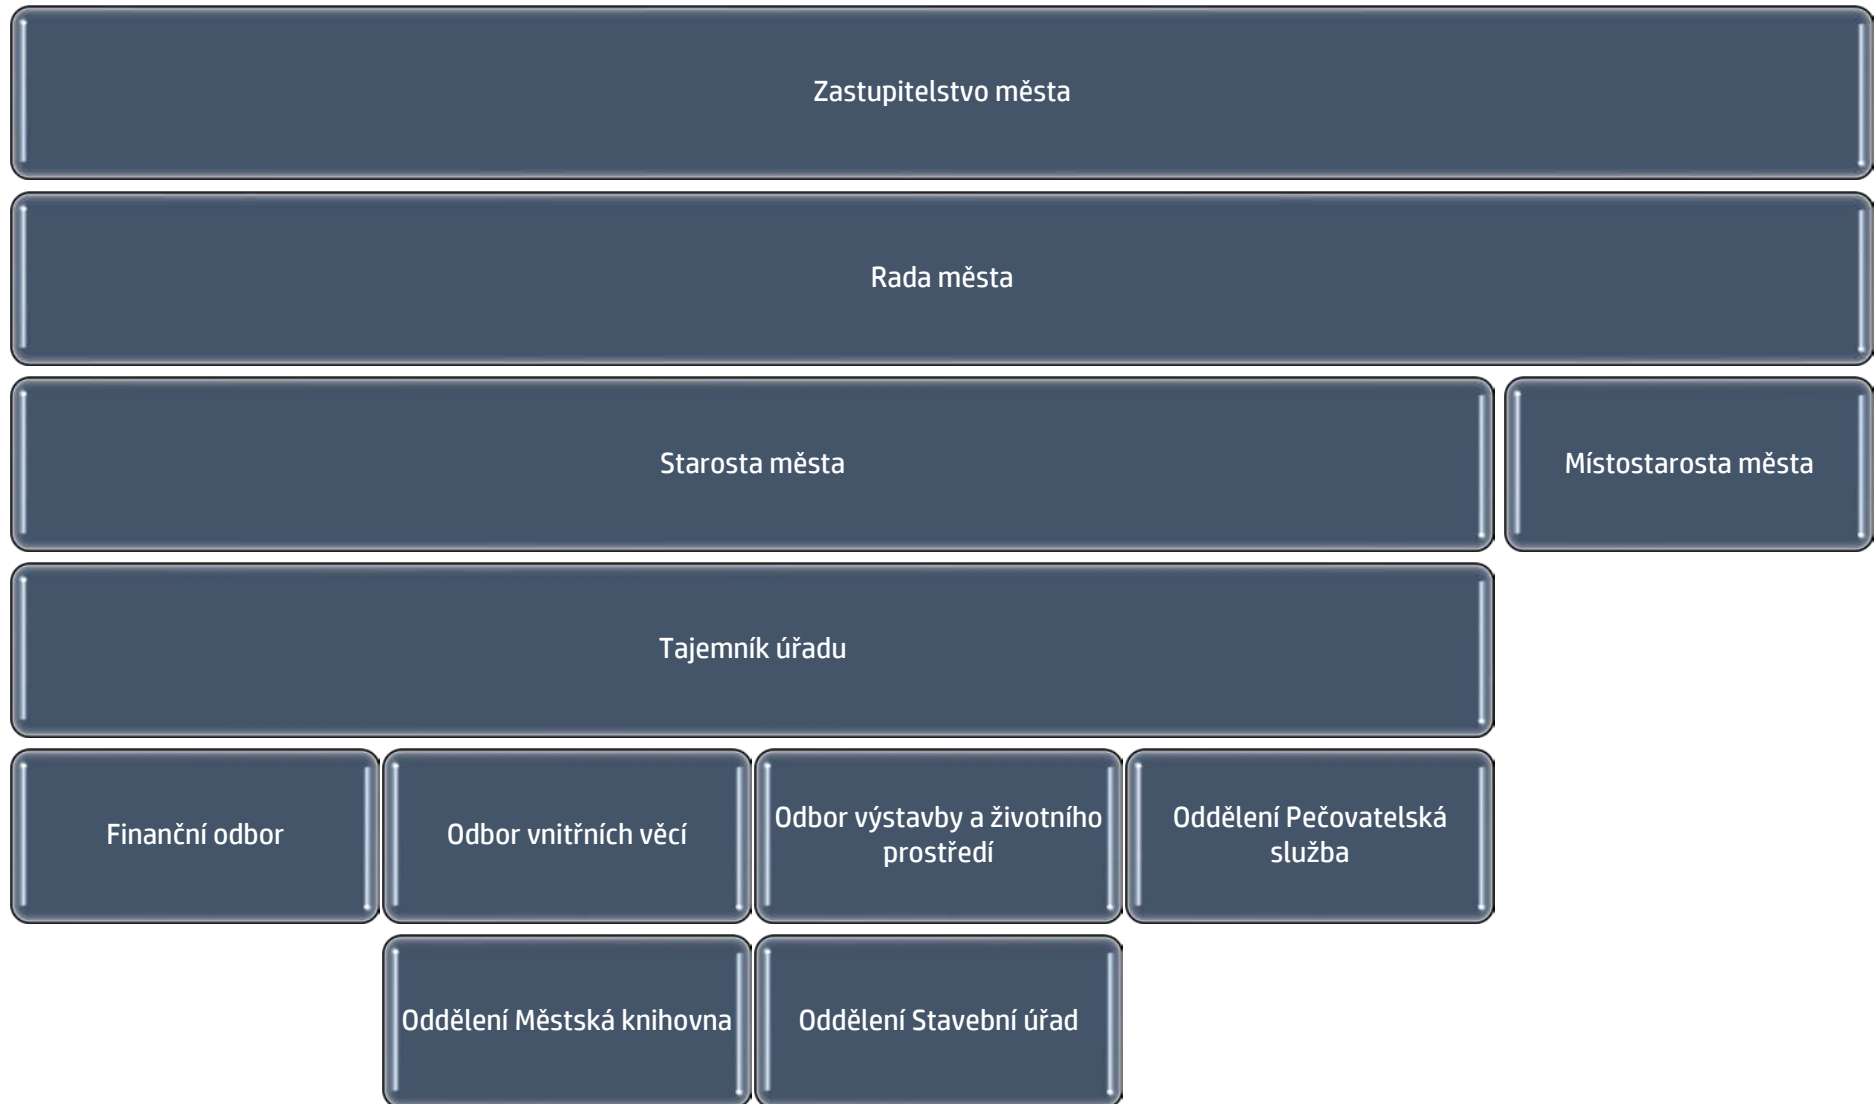 Zastupitelstvo města
Rada města
Starosta města
Místostarosta města
Tajemník úřadu
Finanční odbor
Odbor vnitřních věcí
Odbor výstavby a životního
prostředí
Oddělení Pečovatelská
služba
Oddělení Městská knihovna
Oddělení Stavební úřad